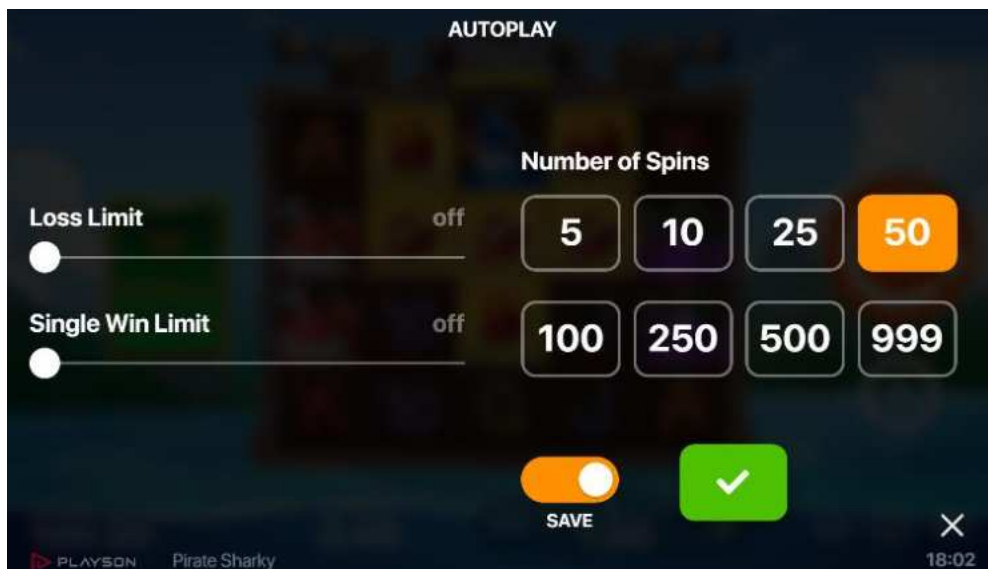 AUTOPLAY
Loss Limit
off
Single Win Limit
off
Number of Spins
5 10 25 50
100 250 500 999
SAVE
PLAYSON Pirate Sharky
18:02